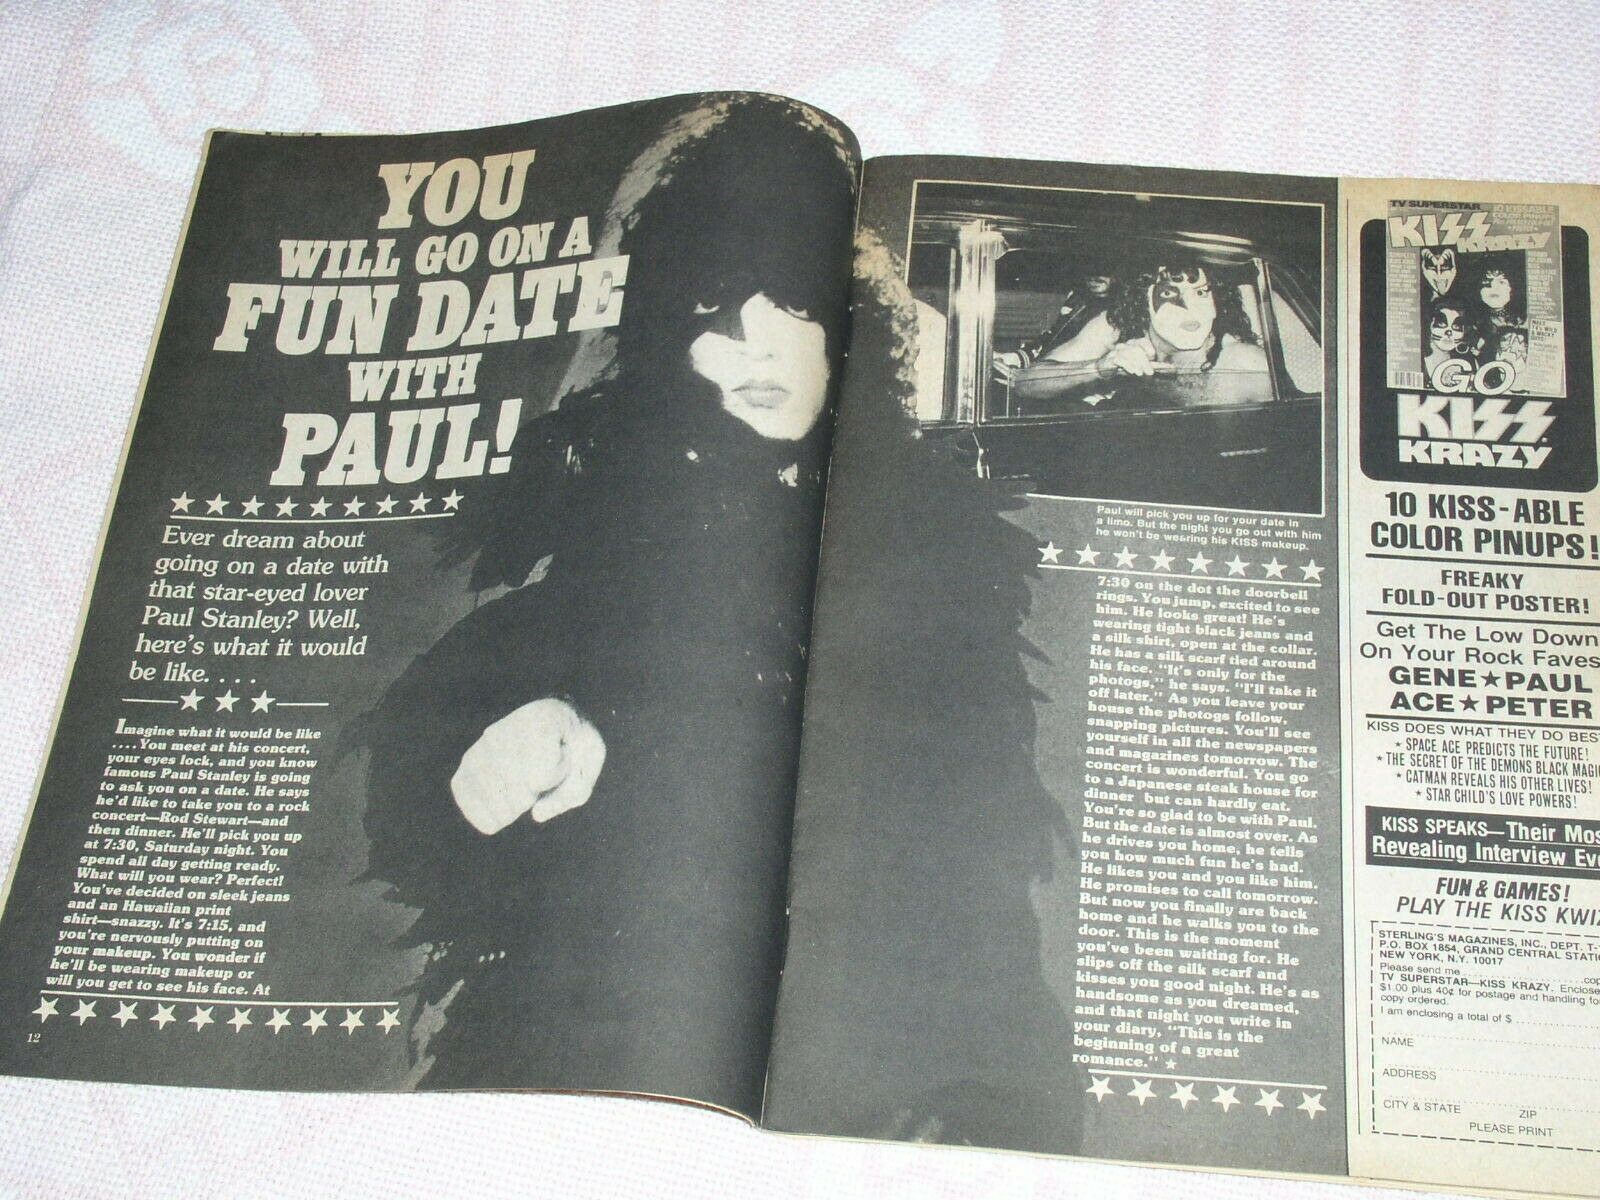 YOU
WILL GO ON A
FUN DATE
WITH
PAUL!
Ever dream about
going on a date with
that star-eyed lover
Paul Stanley? Well,
here's what it would
be like. . . .
Imagine what it would be like
. . . . You meet at his concert,
your eyes lock, and you know
famous Paul Stanley is going
to ask you on a date. He says
he'd like to take you to a rock
concert—Rod Stewart—and
then dinner. He'll pick you up
at 7:30, Saturday night. You
spend all day getting ready.
What will you wear? Perfect!
You've decided on sleek jeans
and an Hawaiian print
shirt—snazzy. It's 7:15, and
you're nervously putting on
your makeup. You wonder if
he'll be wearing makeup or
will you get to see his face. At
12
Paul will pick you up for your date in
a limo. But the night you go out with him
he won't be wearing his KISS makeup.
7:30 on the dot the doorbell
rings. You jump, excited to see
him. He looks great! He's
wearing tight black jeans and
a silk shirt, open at the collar.
He has a silk scarf tied around
his face. "It's only for the
photogs," he says. "I'll take it
off later." As you leave your
house the photogs follow,
snapping pictures. You'll see
yourself in all the newspapers
and magazines tomorrow. The
concert is wonderful. You go
to a Japanese steak house for
dinner but can hardly eat.
You're so glad to be with Paul.
But the date is almost over. As
he drives you home, he tells
you how much fun he's had.
He likes you and you like him.
He promises to call tomorrow.
But now you finally are back
home and he walks you to the
door. This is the moment
you've been waiting for. He
slips off the silk scarf and
kisses you good night. He's as
handsome as you dreamed,
and that night you write in
your diary, "This is the
beginning of a great
romance." ★
TV SUPERSTAR
10 KISS-ABLE
COLOR PINUPS
KISS
KRAZY
G.O
KISS
KRAZY
10 KISS-ABLE
COLOR PINUPS!
FREAKY
FOLD-OUT POSTER!
Get The Low Down
On Your Rock Faves
GENE★PAUL
ACE★PETER
KISS DOES WHAT THEY DO BEST
★ SPACE ACE PREDICTS THE FUTURE!
★ THE SECRET OF THE DEMONS BLACK MAGI
★ CATMAN REVEALS HIS OTHER LIVES!
★ STAR CHILD'S LOVE POWERS!
KISS SPEAKS—Their Mos
Revealing Interview Eve
FUN & GAMES!
PLAY THE KISS KWIZ
STERLING'S MAGAZINES, INC., DEPT. T-
P.O. BOX 1854, GRAND CENTRAL STATIO
NEW YORK, N.Y. 10017
Please send me ............ cop
TV SUPERSTAR—KISS KRAZY. Enclose
$1.00 plus 40¢ for postage and handling fo
copy ordered.
I am enclosing a total of $ ............
NAME
ADDRESS
CITY & STATE ZIP
PLEASE PRINT